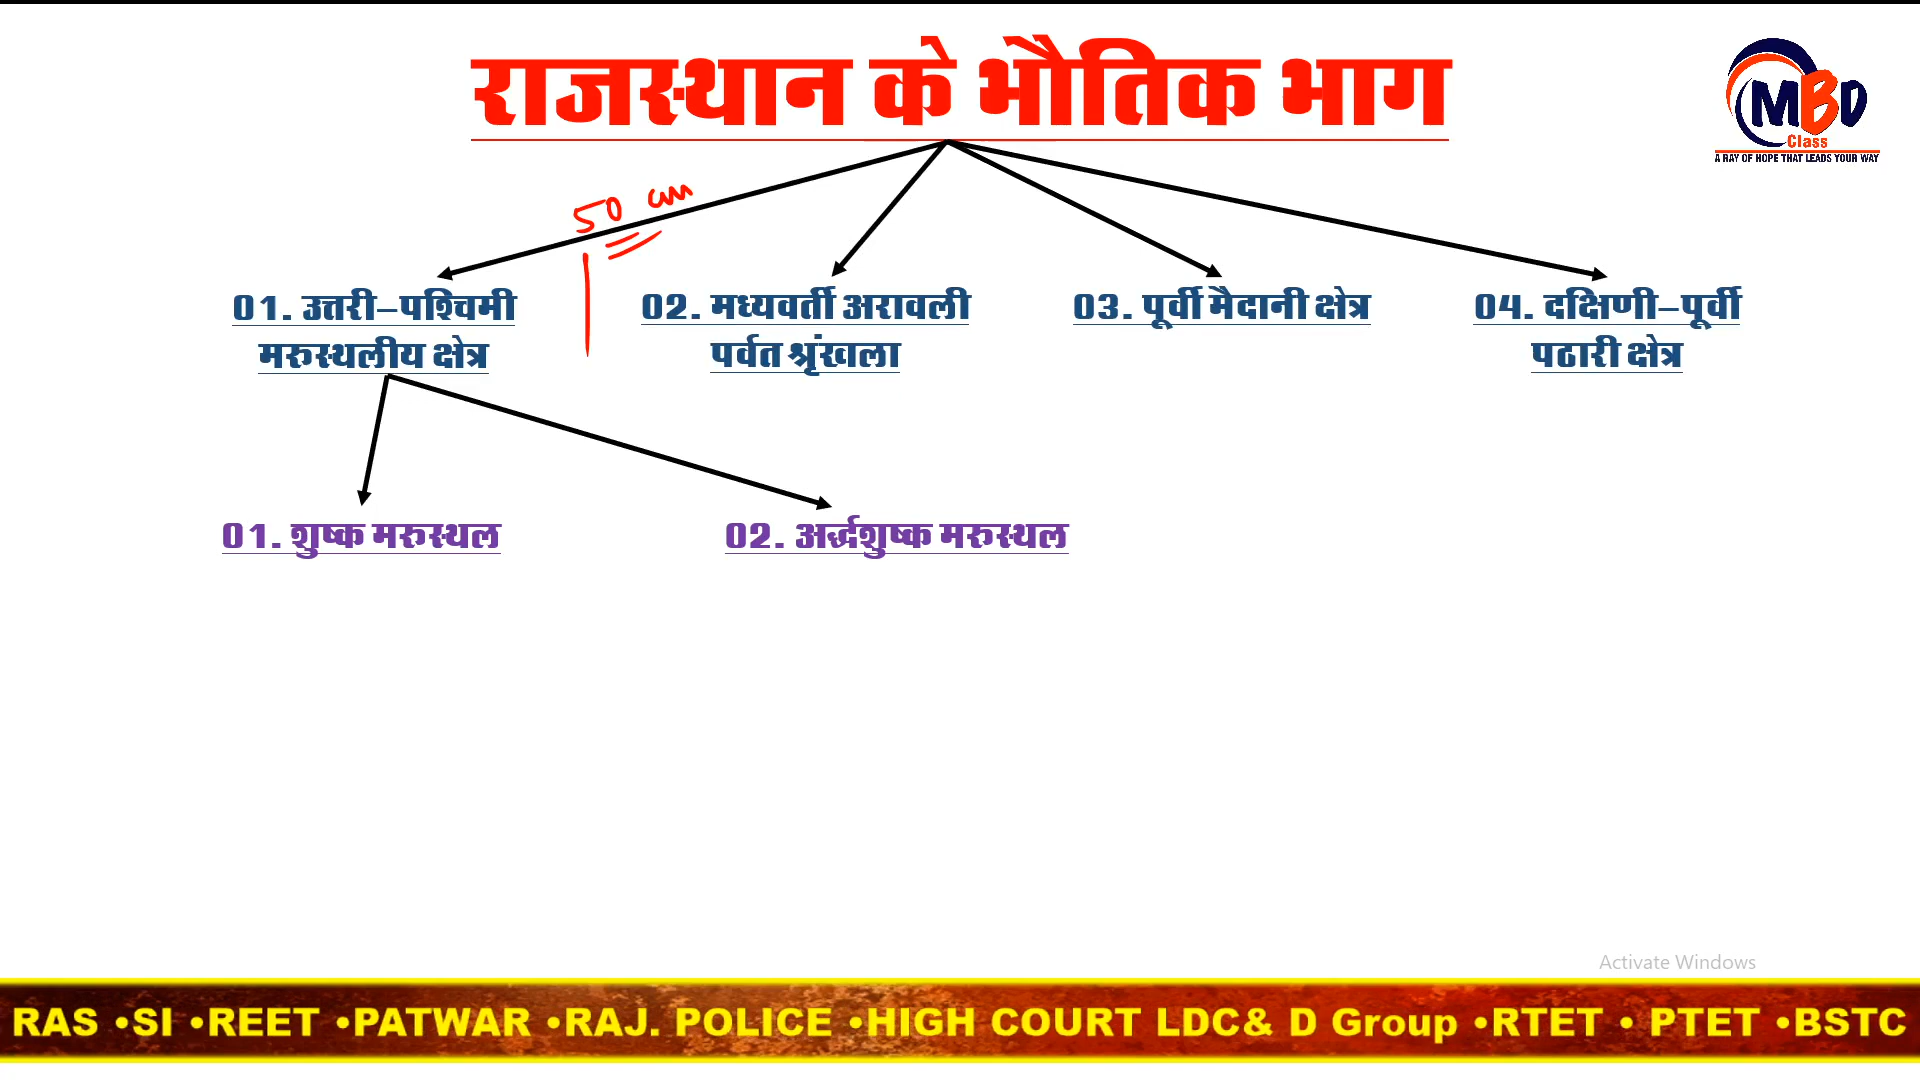 राजस्थान के भौतिक भाग
MBD
Class
A RAY OF HOPE THAT LEADS YOUR WAY
50 cm
01. उत्तरी-पश्चिमी
मरुस्थलीय क्षेत्र
02. मध्यवर्ती अरावली
पर्वत श्रृंखला
03. पूर्वी मैदानी क्षेत्र
04. दक्षिणी-पूर्वी
पठारी क्षेत्र
01. शुष्क मरुस्थल
02. अर्द्धशुष्क मरुस्थल
Activate Windows
RAS •SI •REET •PATWAR •RAJ. POLICE •HIGH COURT LDC& D Group •RTET • PTET •BSTC